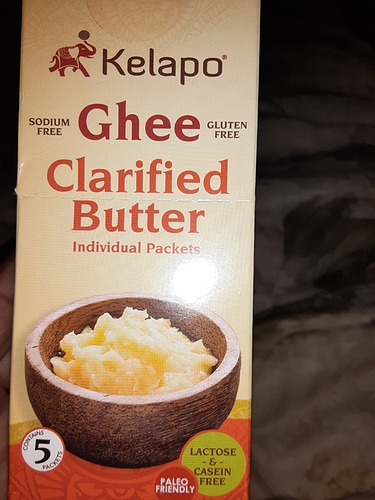 Kelapo®
SODIUM
FREE
Ghee
GLUTEN
FREE
Clarified
Butter
Individual Packets
CONTAINS
5
PACKETS
LACTOSE
- & -
CASEIN
FREE
PALEO
FRIENDLY